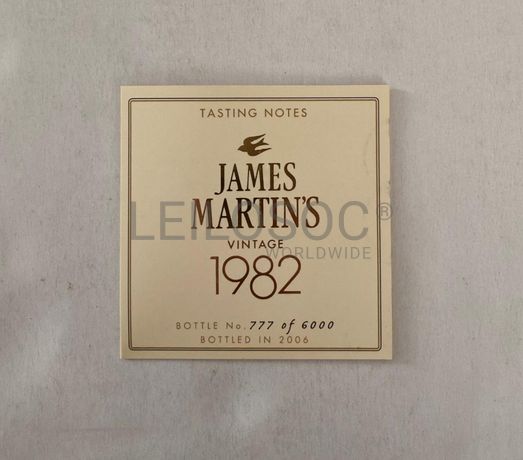 TASTING NOTES
JAMES
MARTIN'S
LEILOSOC®
VINTAGE
WORLDWIDE
1982
BOTTLE No. 777 of 6000
BOTTLED IN 2006